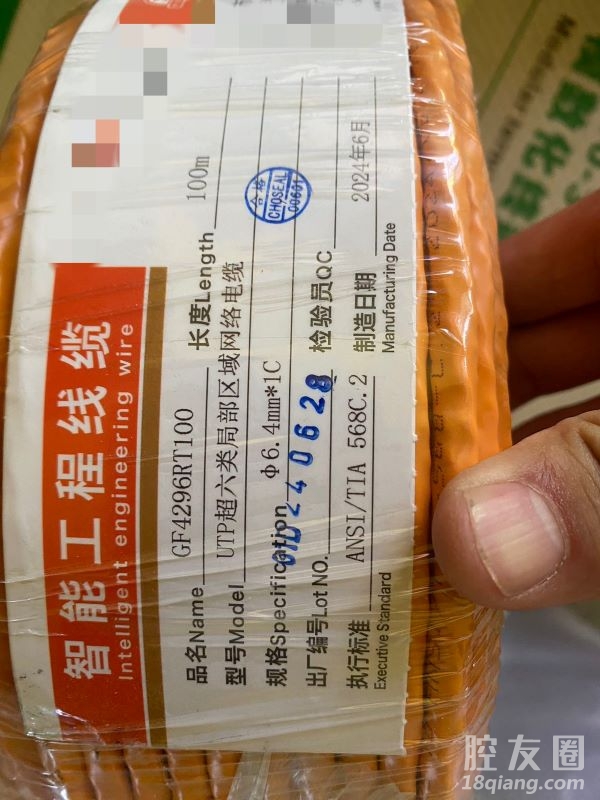 智能工程线缆
Intelligent engineering wire
品名Name GF4296RT100 长度Length 100m
型号Model UTP超六类局部区域网络电缆
规格Specification Φ6.4mm*1C
出厂编号Lot NO. 240628 检验员QC
合格
CHOSEAL
00601
执行标准 ANSI/TIA 568C.2 制造日期 2024年6月
Executive Standard Manufacturing Date
腔友圈
18qiang.com